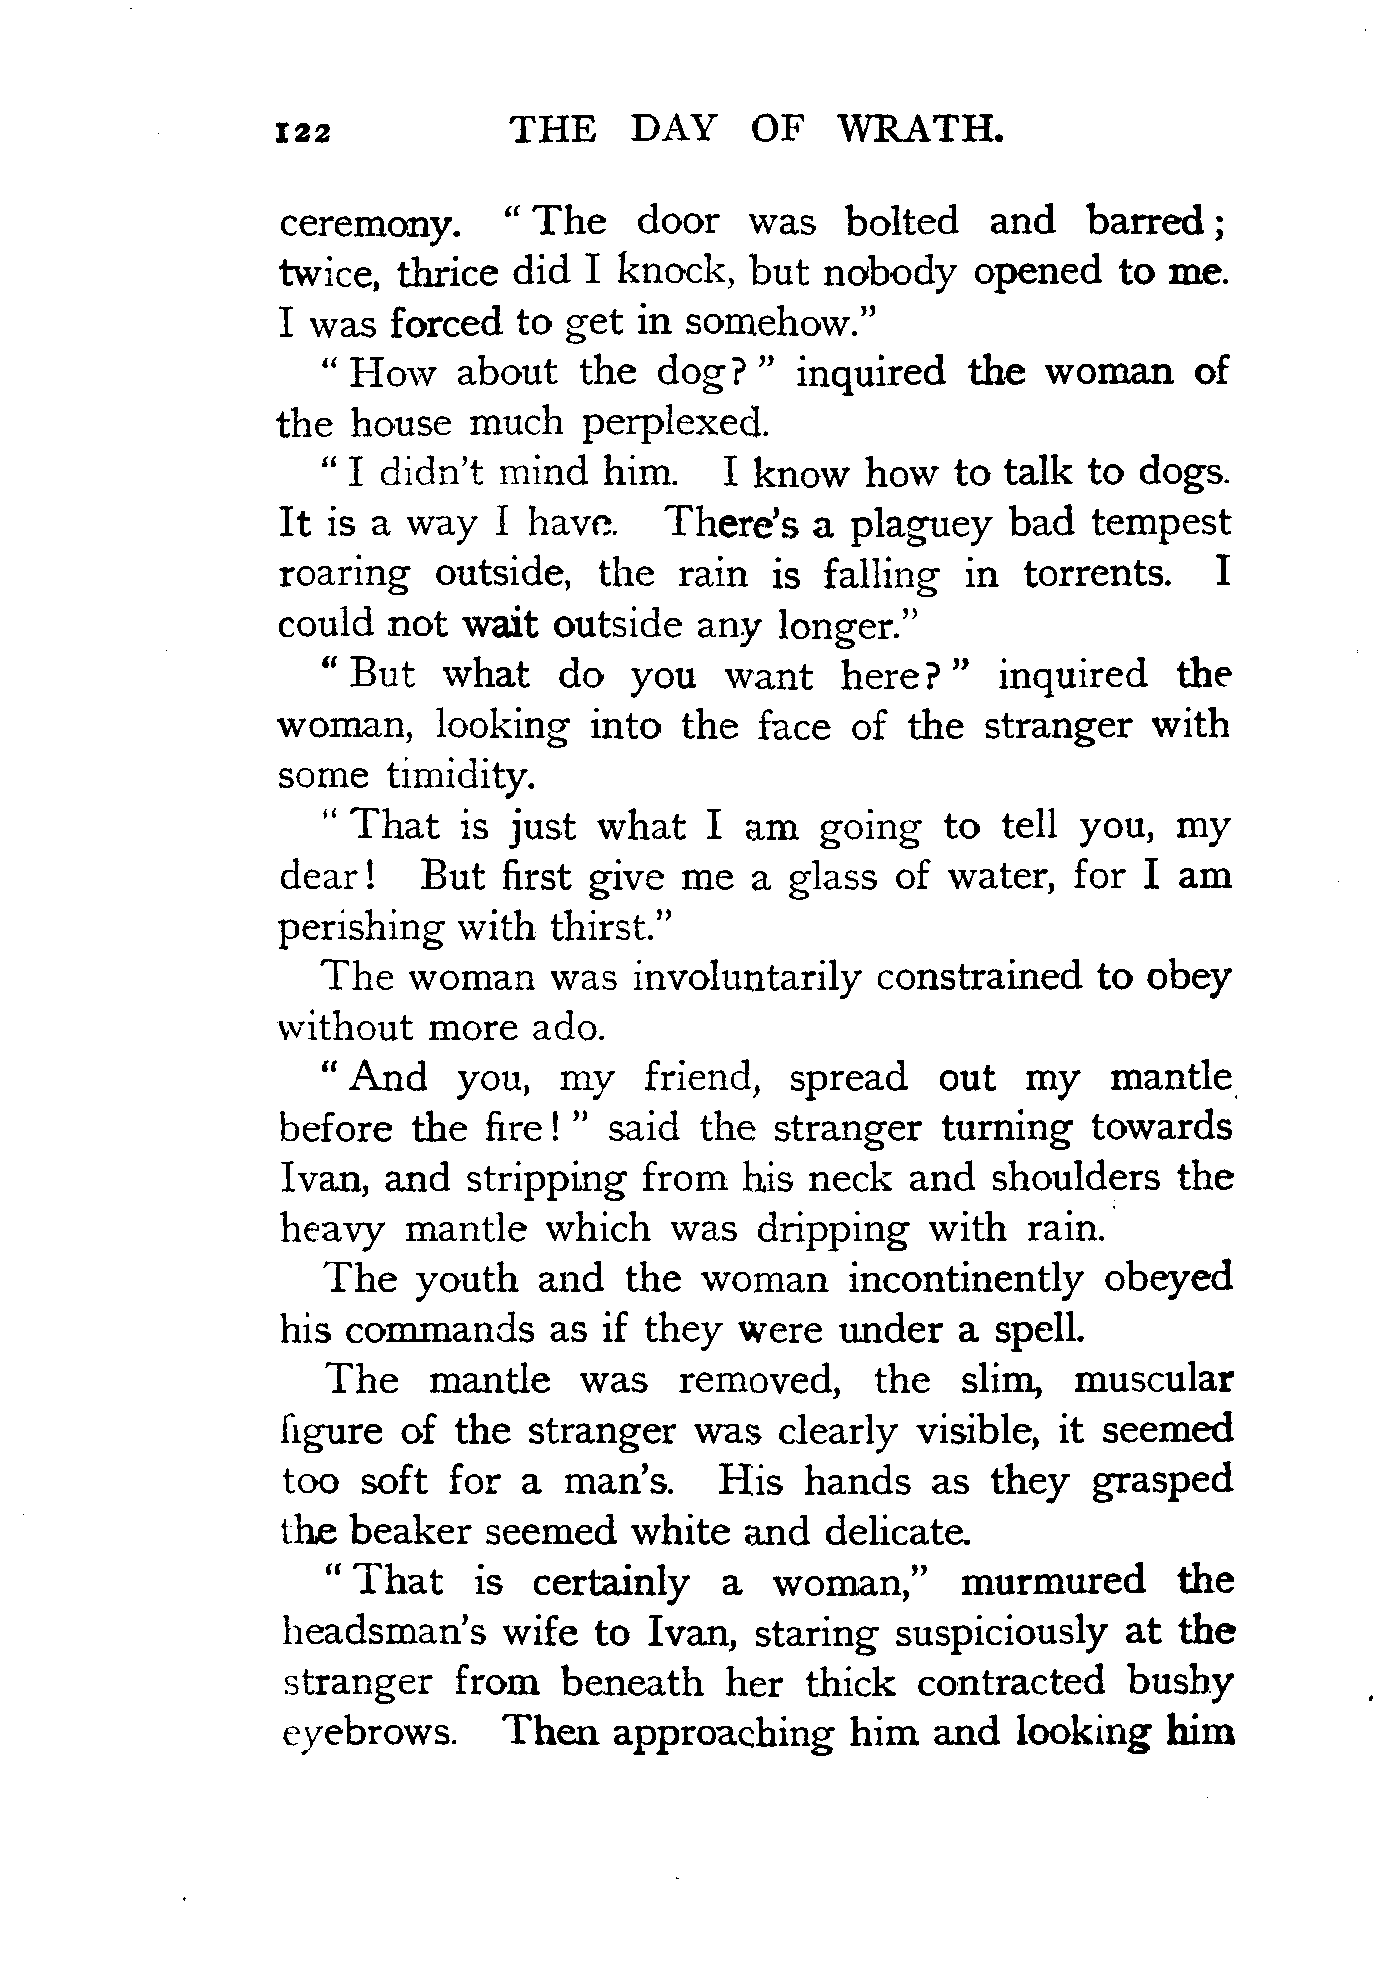 122 THE DAY OF WRATH.
ceremony. " The door was bolted and barred ;
twice, thrice did I knock, but nobody opened to me.
I was forced to get in somehow."
" How about the dog? " inquired the woman of
the house much perplexed.
" I didn't mind him. I know how to talk to dogs.
It is a way I have. There's a plaguey bad tempest
roaring outside, the rain is falling in torrents. I
could not wait outside any longer."
" But what do you want here? " inquired the
woman, looking into the face of the stranger with
some timidity.
" That is just what I am going to tell you, my
dear! But first give me a glass of water, for I am
perishing with thirst."
The woman was involuntarily constrained to obey
without more ado.
" And you, my friend, spread out my mantle
before the fire! " said the stranger turning towards
Ivan, and stripping from his neck and shoulders the
heavy mantle which was dripping with rain.
The youth and the woman incontinently obeyed
his commands as if they were under a spell.
The mantle was removed, the slim, muscular
figure of the stranger was clearly visible, it seemed
too soft for a man's. His hands as they grasped
the beaker seemed white and delicate.
" That is certainly a woman," murmured the
headsman's wife to Ivan, staring suspiciously at the
stranger from beneath her thick contracted bushy
eyebrows. Then approaching him and looking him